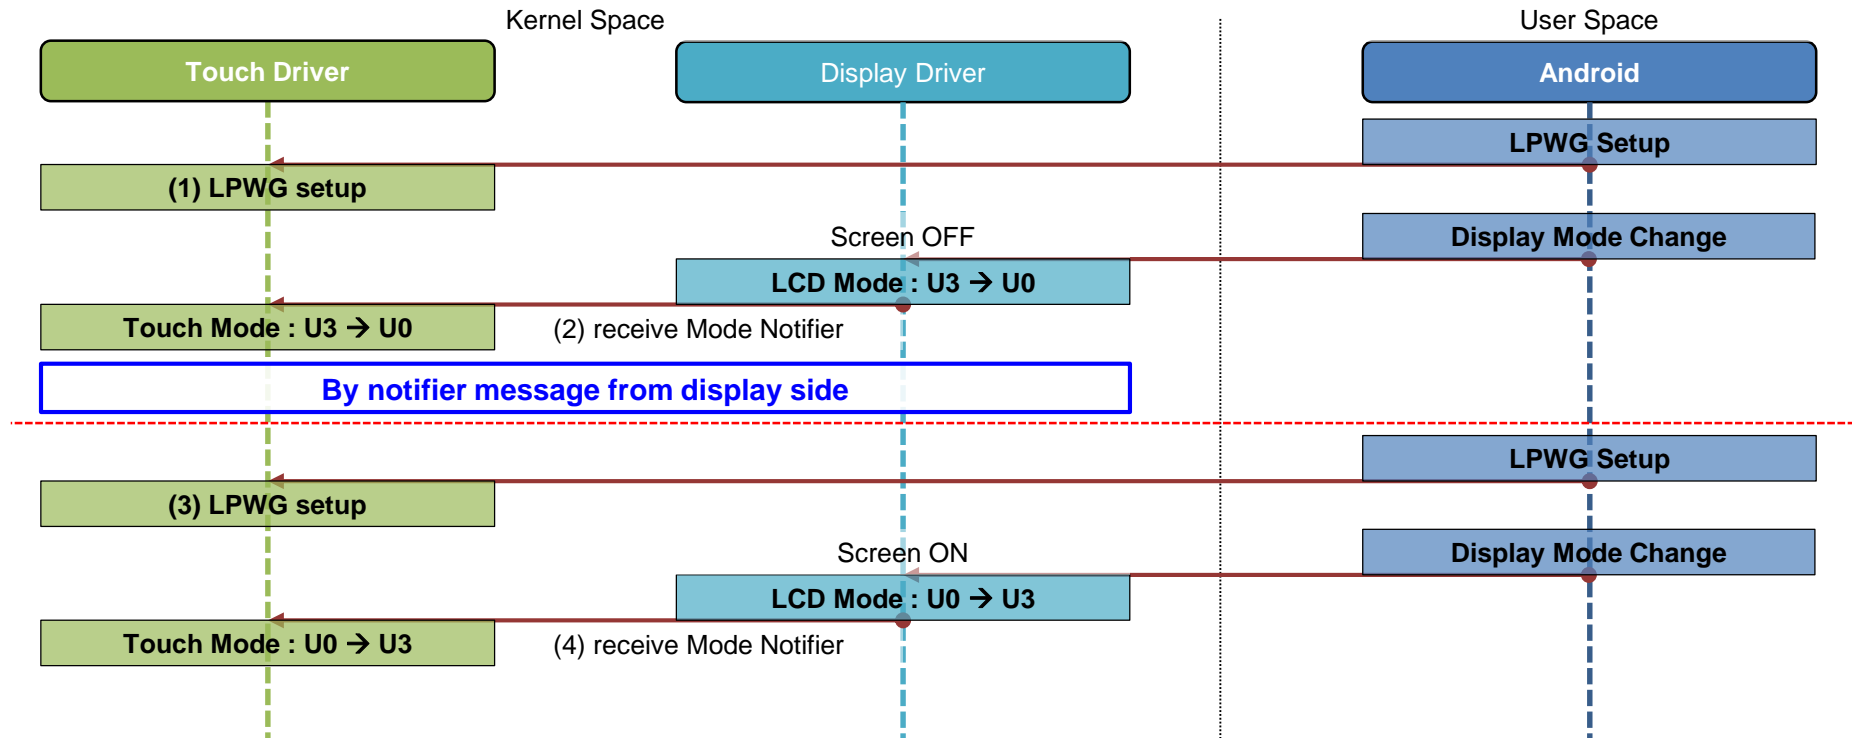 Kernel Space
User Space
Touch Driver
Display Driver
Android
LPWG Setup
(1) LPWG setup
Screen OFF
Display Mode Change
LCD Mode : U3 → U0
Touch Mode : U3 → U0
(2) receive Mode Notifier
By notifier message from display side
LPWG Setup
(3) LPWG setup
Screen ON
Display Mode Change
LCD Mode : U0 → U3
Touch Mode : U0 → U3
(4) receive Mode Notifier